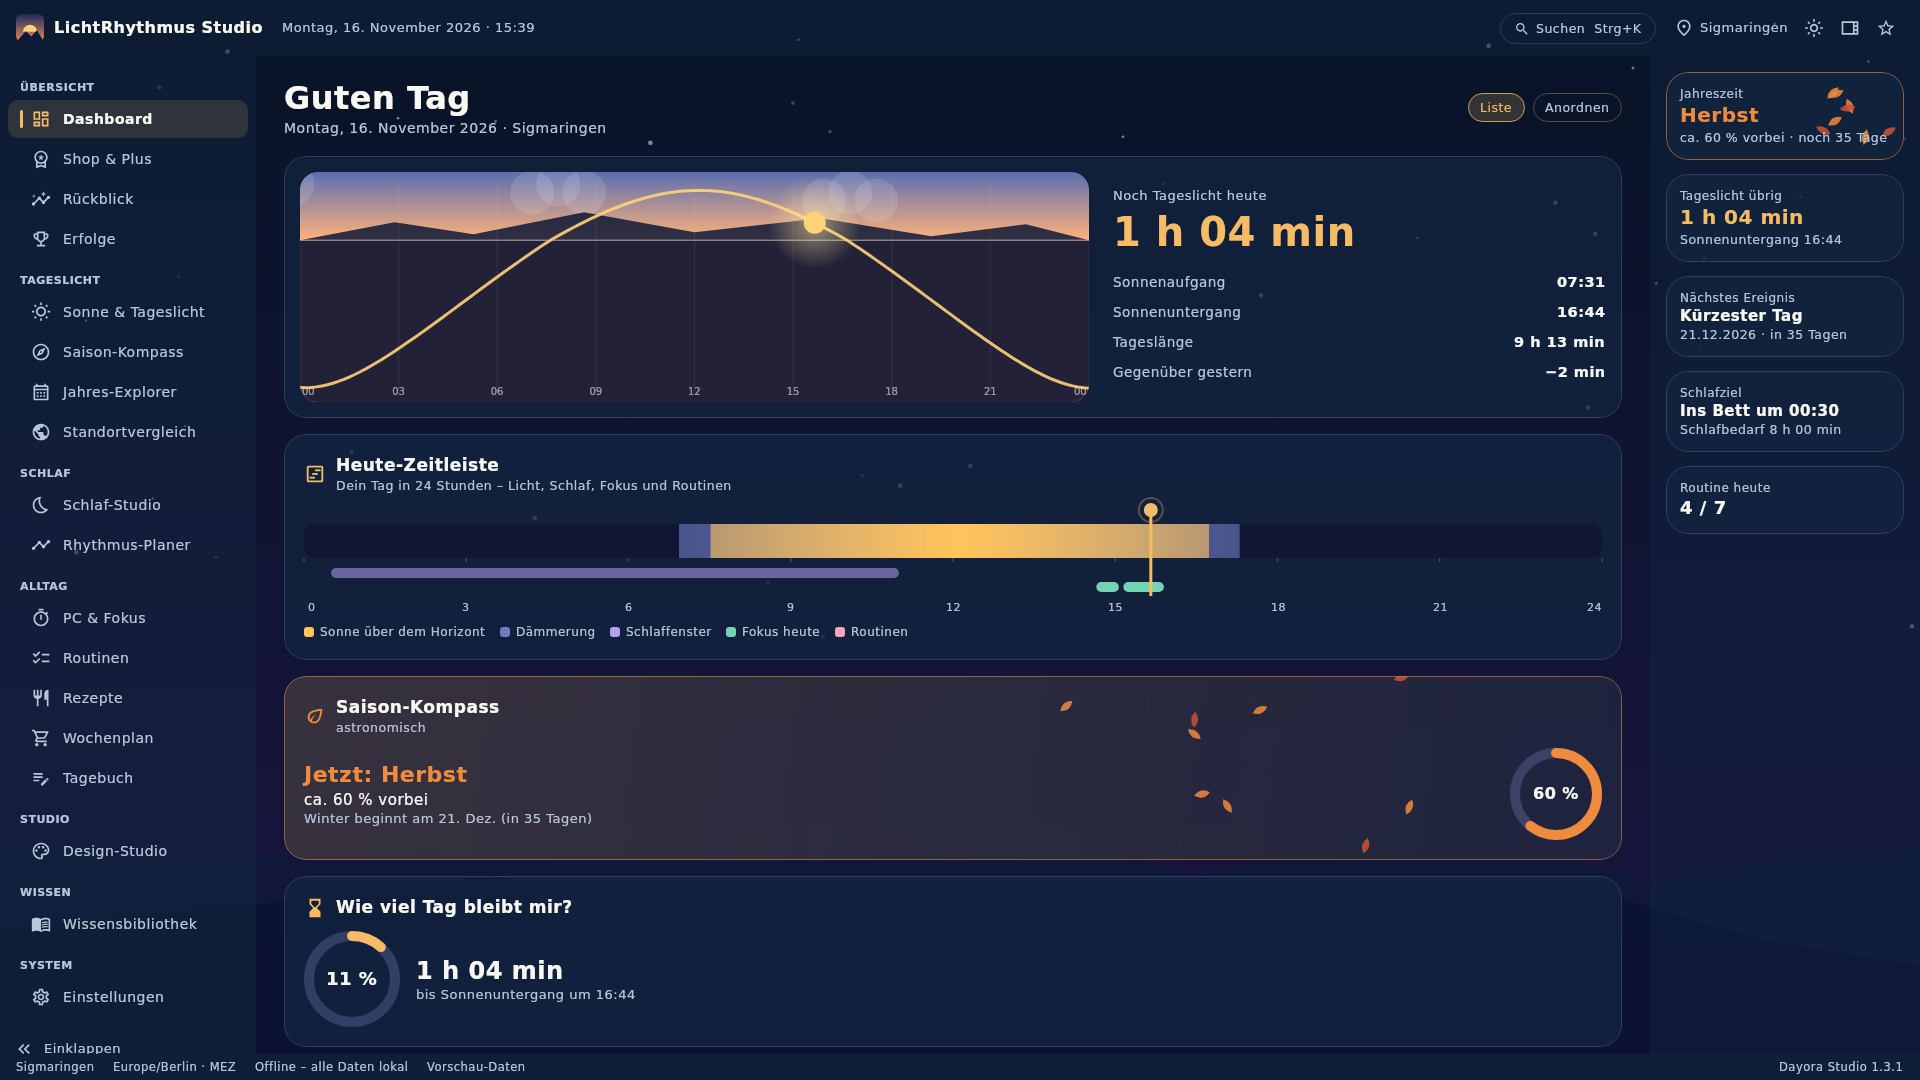 LichtRhythmus Studio
Montag, 16. November 2026 · 15:39
Suchen Strg+K
Sigmaringen
ÜBERSICHT
Dashboard
Shop & Plus
Rückblick
Erfolge
TAGESLICHT
Sonne & Tageslicht
Saison-Kompass
Jahres-Explorer
Standortvergleich
SCHLAF
Schlaf-Studio
Rhythmus-Planer
ALLTAG
PC & Fokus
Routinen
Rezepte
Wochenplan
Tagebuch
STUDIO
Design-Studio
WISSEN
Wissensbibliothek
SYSTEM
Einstellungen
Einklappen
Guten Tag
Montag, 16. November 2026 · Sigmaringen
Liste
Anordnen
00 03 06 09 12 15 18 21 00
Noch Tageslicht heute
1 h 04 min
Sonnenaufgang 07:31
Sonnenuntergang 16:44
Tageslänge 9 h 13 min
Gegenüber gestern −2 min
Heute-Zeitleiste
Dein Tag in 24 Stunden – Licht, Schlaf, Fokus und Routinen
0 3 6 9 12 15 18 21 24
Sonne über dem Horizont Dämmerung Schlaffenster Fokus heute Routinen
Saison-Kompass
astronomisch
Jetzt: Herbst
ca. 60 % vorbei
Winter beginnt am 21. Dez. (in 35 Tagen)
60 %
Wie viel Tag bleibt mir?
11 %
1 h 04 min
bis Sonnenuntergang um 16:44
Jahreszeit
Herbst
ca. 60 % vorbei · noch 35 Tage
Tageslicht übrig
1 h 04 min
Sonnenuntergang 16:44
Nächstes Ereignis
Kürzester Tag
21.12.2026 · in 35 Tagen
Schlafziel
Ins Bett um 00:30
Schlafbedarf 8 h 00 min
Routine heute
4 / 7
Sigmaringen Europe/Berlin · MEZ Offline – alle Daten lokal Vorschau-Daten
Dayora Studio 1.3.1